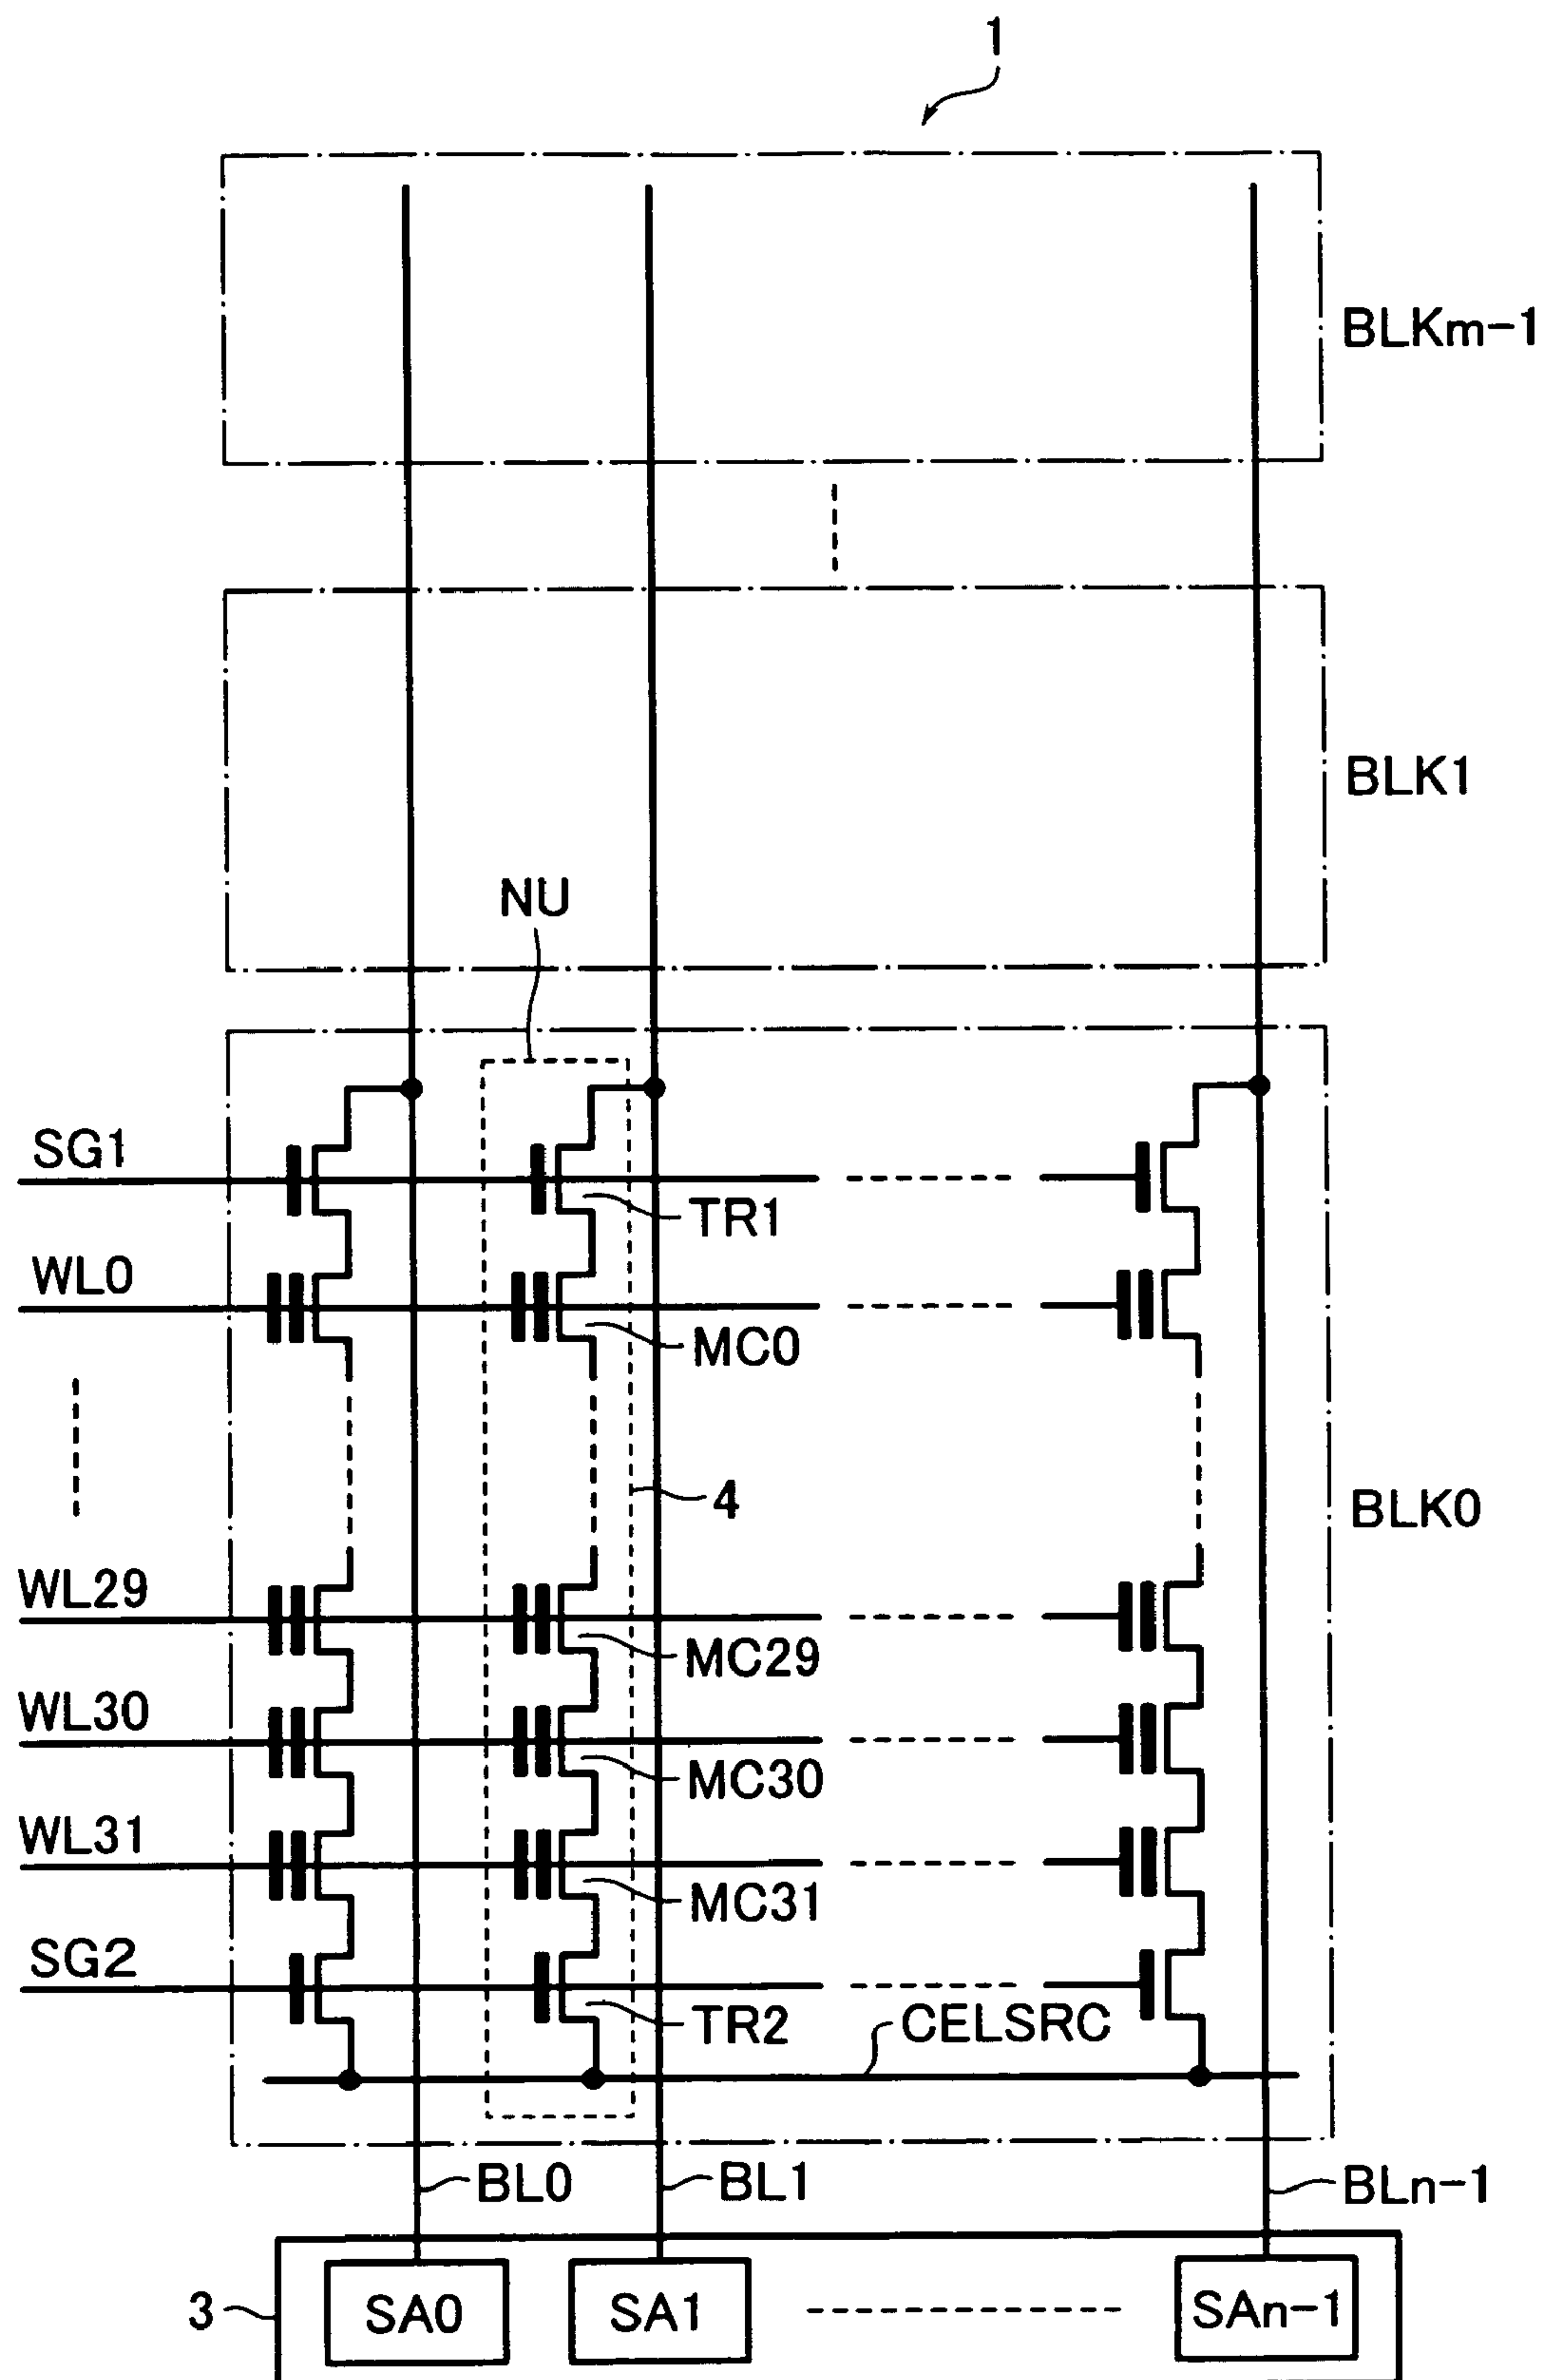 1
BLKm-1
BLK1
NU
SG1
TR1
WL0
MC0
4
BLK0
WL29
MC29
WL30
MC30
WL31
MC31
SG2
TR2
CELSRC
BL0
BL1
BLn-1
3
SA0
SA1
SAn-1